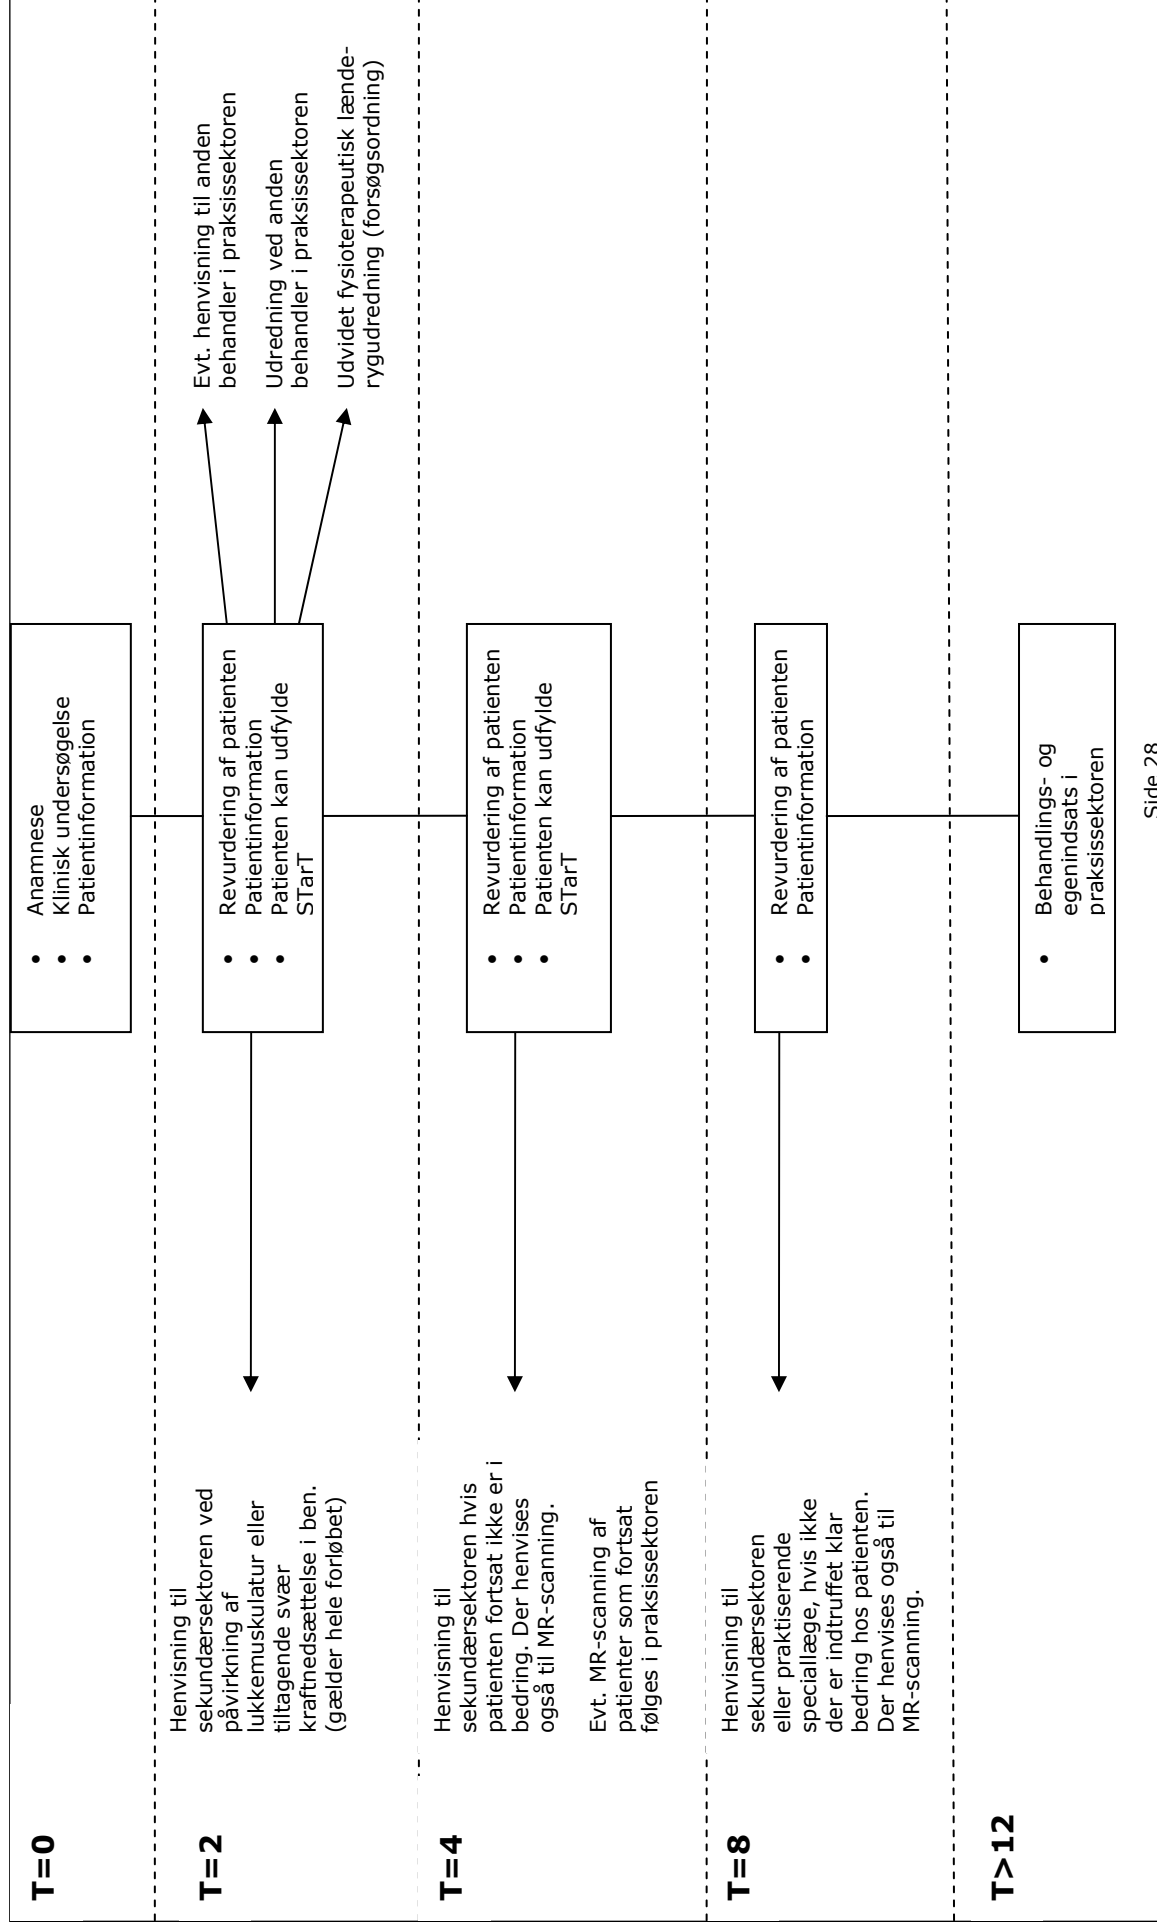 T=0
• Anamnese
• Klinisk undersøgelse
• Patientinformation
T=2
Henvisning til
sekundærsektoren ved
påvirkning af
lukkemuskulatur eller
tiltagende svær
kraftnedsættelse i ben.
(gælder hele forløbet)
• Revurdering af patienten
• Patientinformation
• Patienten kan udfylde
STarT
Evt. henvisning til anden
behandler i praksissektoren
Udredning ved anden
behandler i praksissektoren
Udvidet fysioterapeutisk lænde-
rygudredning (forsøgsordning)
T=4
Henvisning til
sekundærsektoren hvis
patienten fortsat ikke er i
bedring. Der henvises
også til MR-scanning.
Evt. MR-scanning af
patienter som fortsat
følges i praksissektoren
• Revurdering af patienten
• Patientinformation
• Patienten kan udfylde
STarT
T=8
Henvisning til
sekundærsektoren
eller praktiserende
speciallæge, hvis ikke
der er indtruffet klar
bedring hos patienten.
Der henvises også til
MR-scanning.
• Revurdering af patienten
• Patientinformation
T>12
• Behandlings- og
egenindsats i
praksissektoren
Side 28